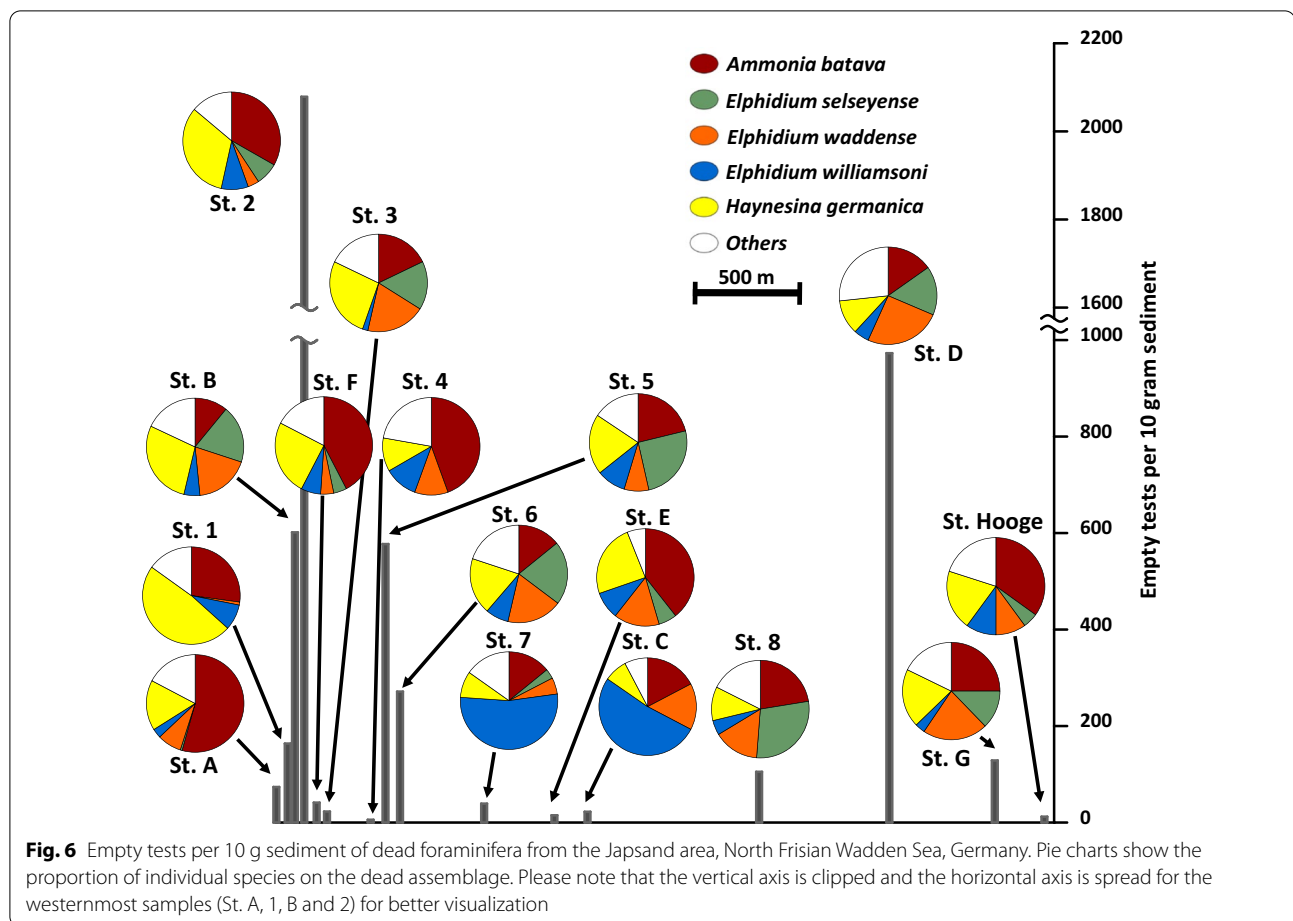 2200
2000
1800
1600
1000
800
600
400
200
0
Empty tests per 10 gram sediment
Ammonia batava
Elphidium selseyense
Elphidium waddense
Elphidium williamsoni
Haynesina germanica
Others
500 m
St. 2
St. 3
St. D
St. B
St. F
St. 4
St. 5
St. 1
St. 6
St. E
St. Hooge
St. A
St. 7
St. C
St. 8
St. G
Fig. 6 Empty tests per 10 g sediment of dead foraminifera from the Japsand area, North Frisian Wadden Sea, Germany. Pie charts show the
proportion of individual species on the dead assemblage. Please note that the vertical axis is clipped and the horizontal axis is spread for the
westernmost samples (St. A, 1, B and 2) for better visualization